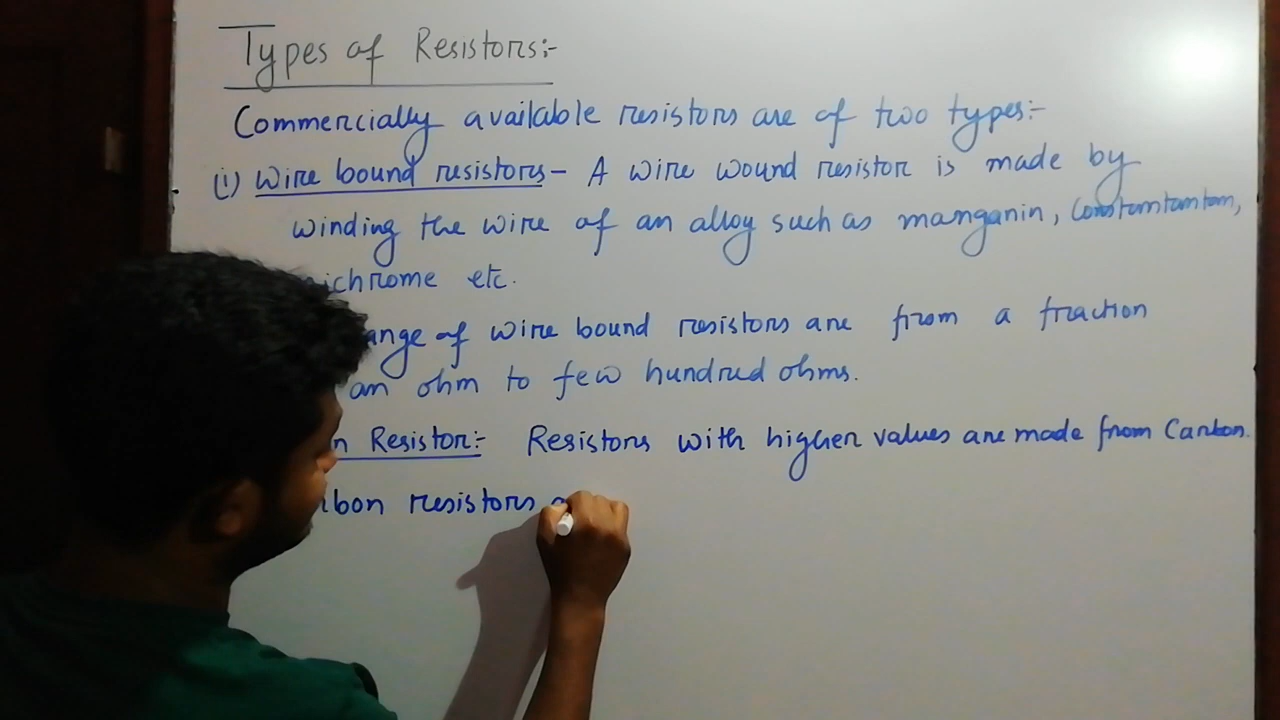 Types of Resistors:-
Commercially available resistors are of two types:-
(i) Wire bound resistors - A wire wound resistor is made by
winding the wire of an alloy such as manganin, Constantantan,
nichrome etc.
ange of wire bound resistors are from a fraction
an ohm to few hundred ohms.
n Resistor:- Resistors with higher values are made from Carbon.
bon resistors